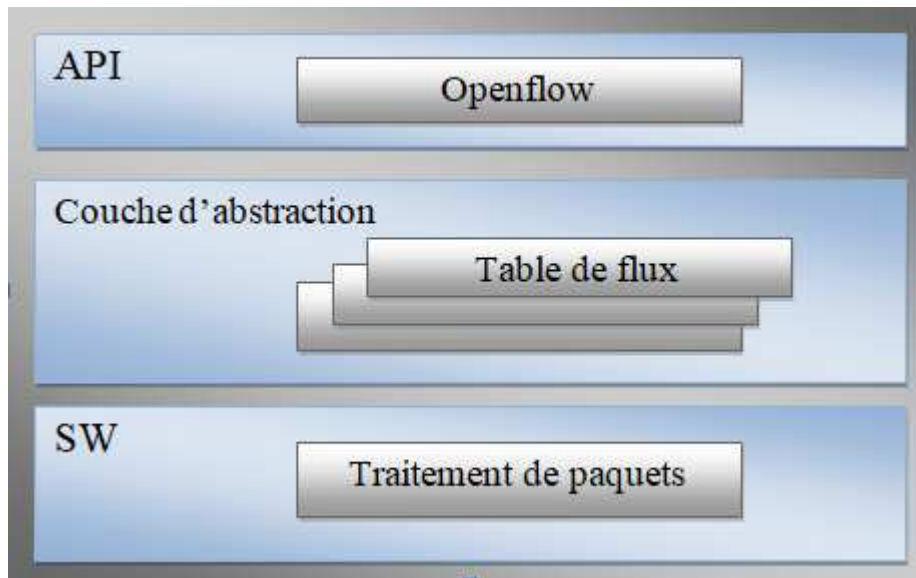 API
Openflow
Couche d'abstraction
Table de flux
SW
Traitement de paquets